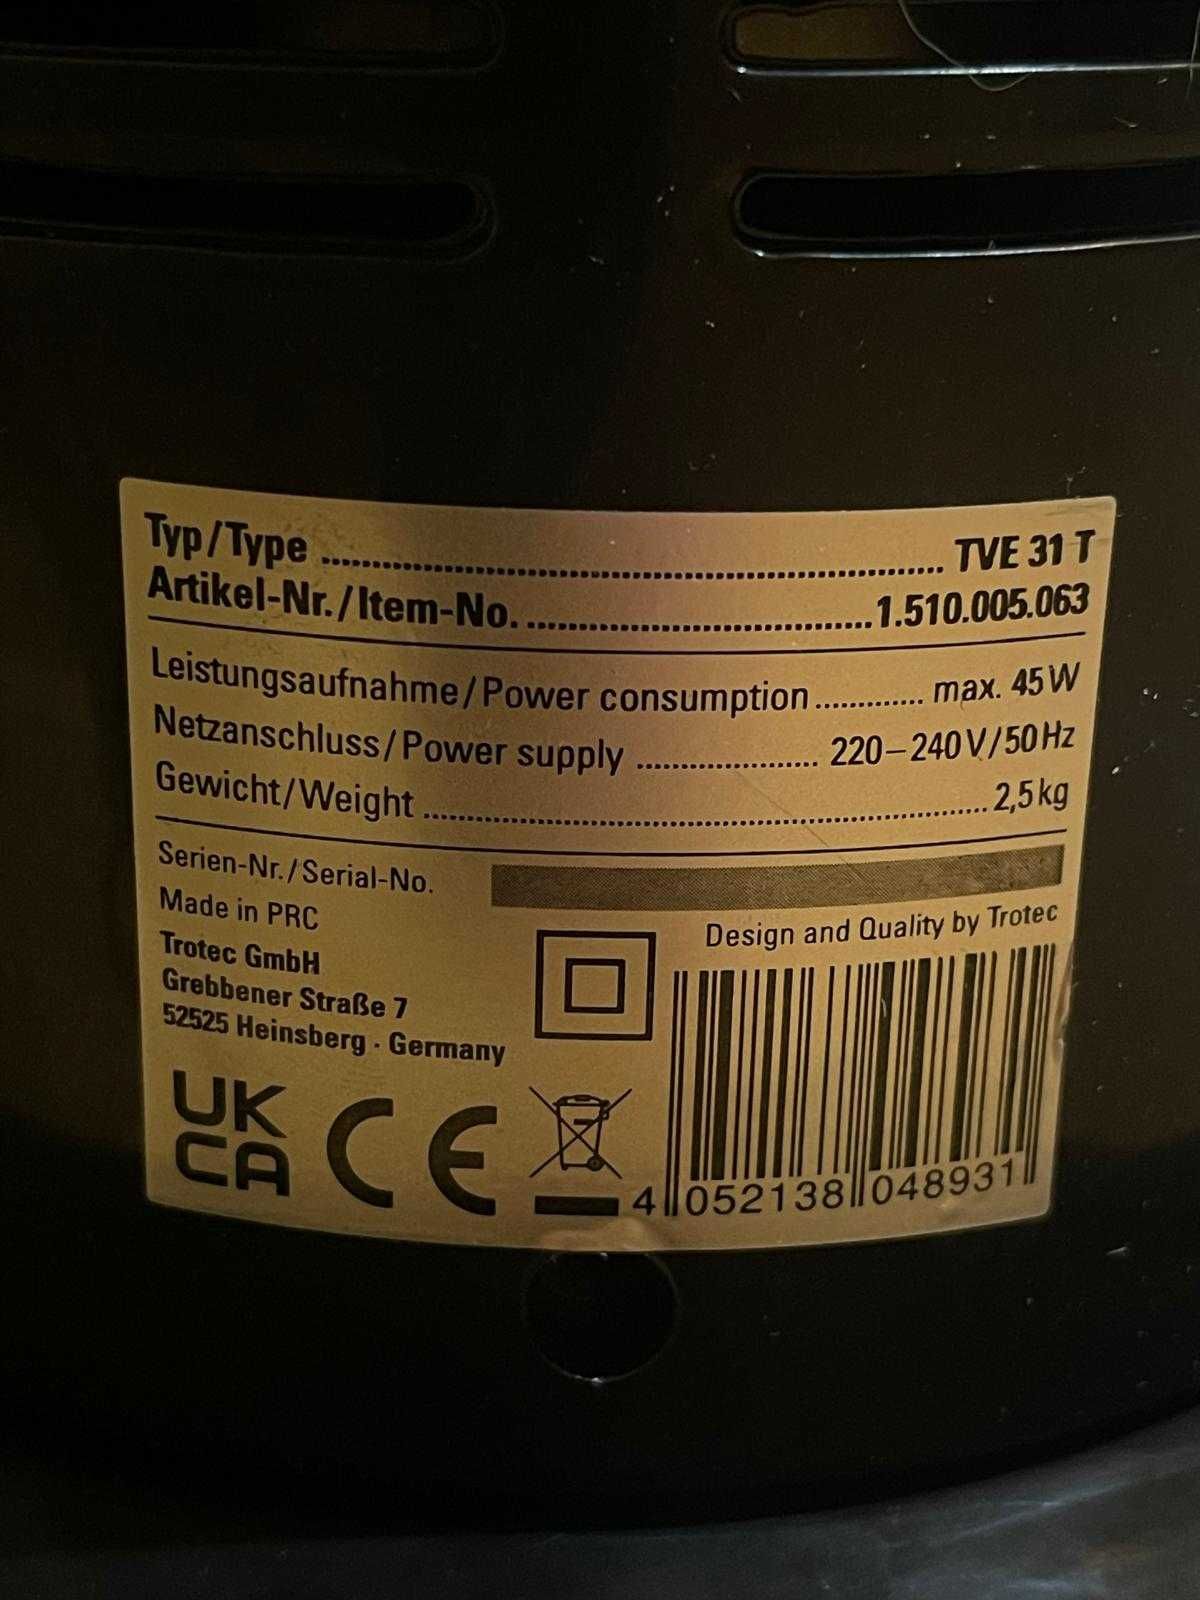 Typ/Type ........ TVE 31 T
Artikel-Nr./Item-No. ........ 1.510.005.063
Leistungsaufnahme/Power consumption ........ max. 45 W
Netzanschluss/Power supply ........ 220–240 V/50 Hz
Gewicht/Weight ........ 2,5 kg
Serien-Nr./Serial-No.
Made in PRC
Design and Quality by Trotec
Trotec GmbH
Grebbener Straße 7
52525 Heinsberg · Germany
UK
CA
CE
4 052138 048931